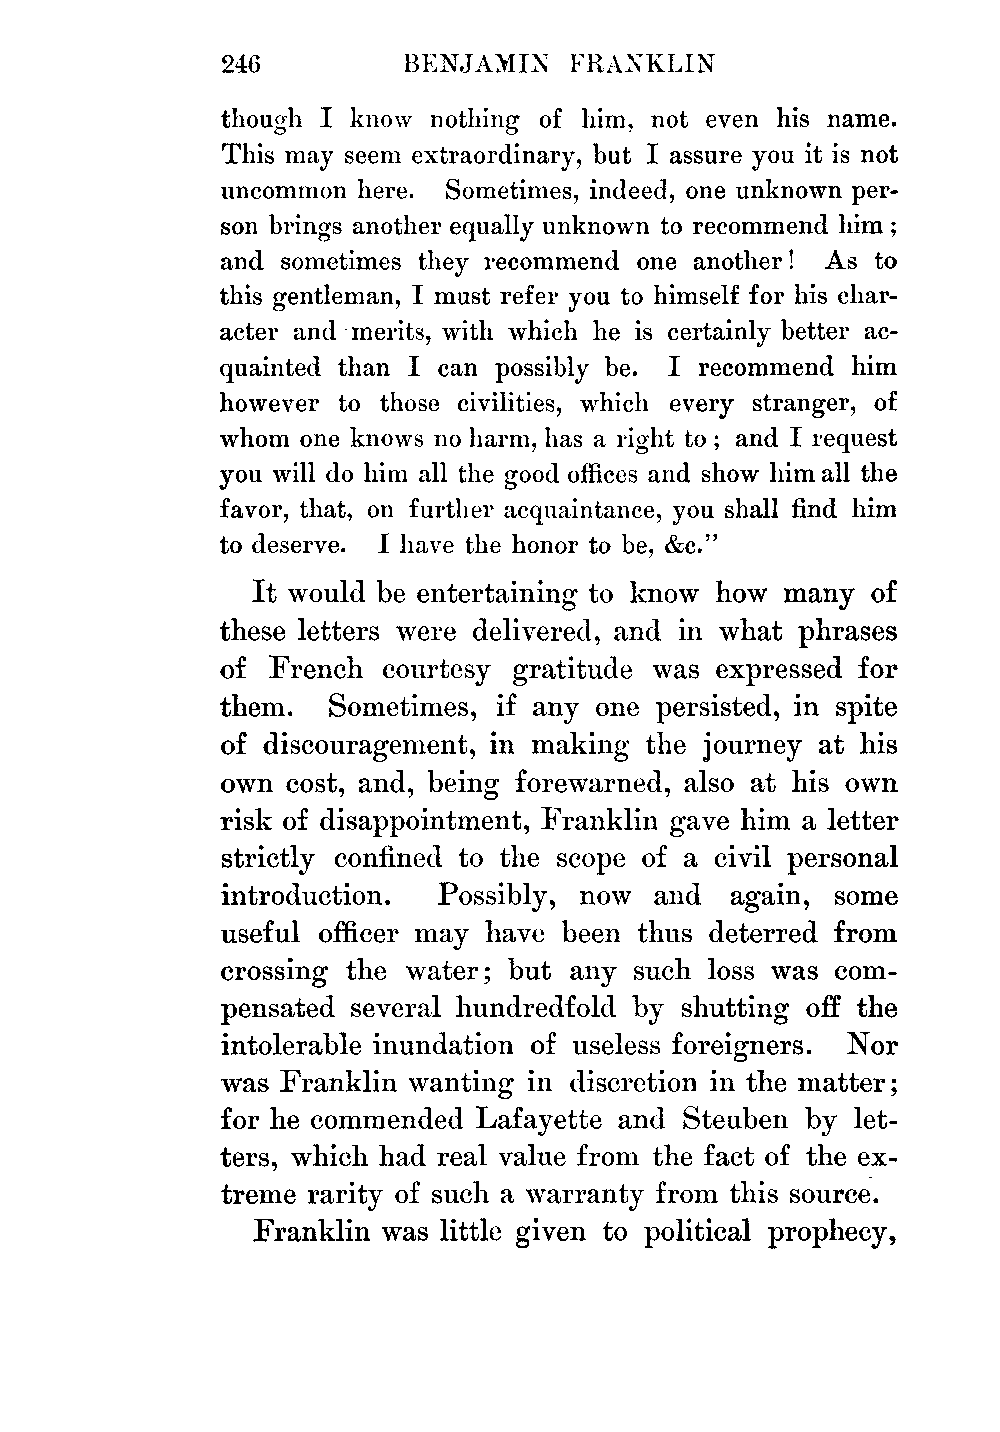 246 BENJAMIN FRANKLIN
though I know nothing of him, not even his name.
This may seem extraordinary, but I assure you it is not
uncommon here. Sometimes, indeed, one unknown per-
son brings another equally unknown to recommend him ;
and sometimes they recommend one another! As to
this gentleman, I must refer you to himself for his char-
acter and merits, with which he is certainly better ac-
quainted than I can possibly be. I recommend him
however to those civilities, which every stranger, of
whom one knows no harm, has a right to ; and I request
you will do him all the good offices and show him all the
favor, that, on further acquaintance, you shall find him
to deserve. I have the honor to be, &c."
It would be entertaining to know how many of
these letters were delivered, and in what phrases
of French courtesy gratitude was expressed for
them. Sometimes, if any one persisted, in spite
of discouragement, in making the journey at his
own cost, and, being forewarned, also at his own
risk of disappointment, Franklin gave him a letter
strictly confined to the scope of a civil personal
introduction. Possibly, now and again, some
useful officer may have been thus deterred from
crossing the water; but any such loss was com-
pensated several hundredfold by shutting off the
intolerable inundation of useless foreigners. Nor
was Franklin wanting in discretion in the matter;
for he commended Lafayette and Steuben by let-
ters, which had real value from the fact of the ex-
treme rarity of such a warranty from this source.
Franklin was little given to political prophecy,